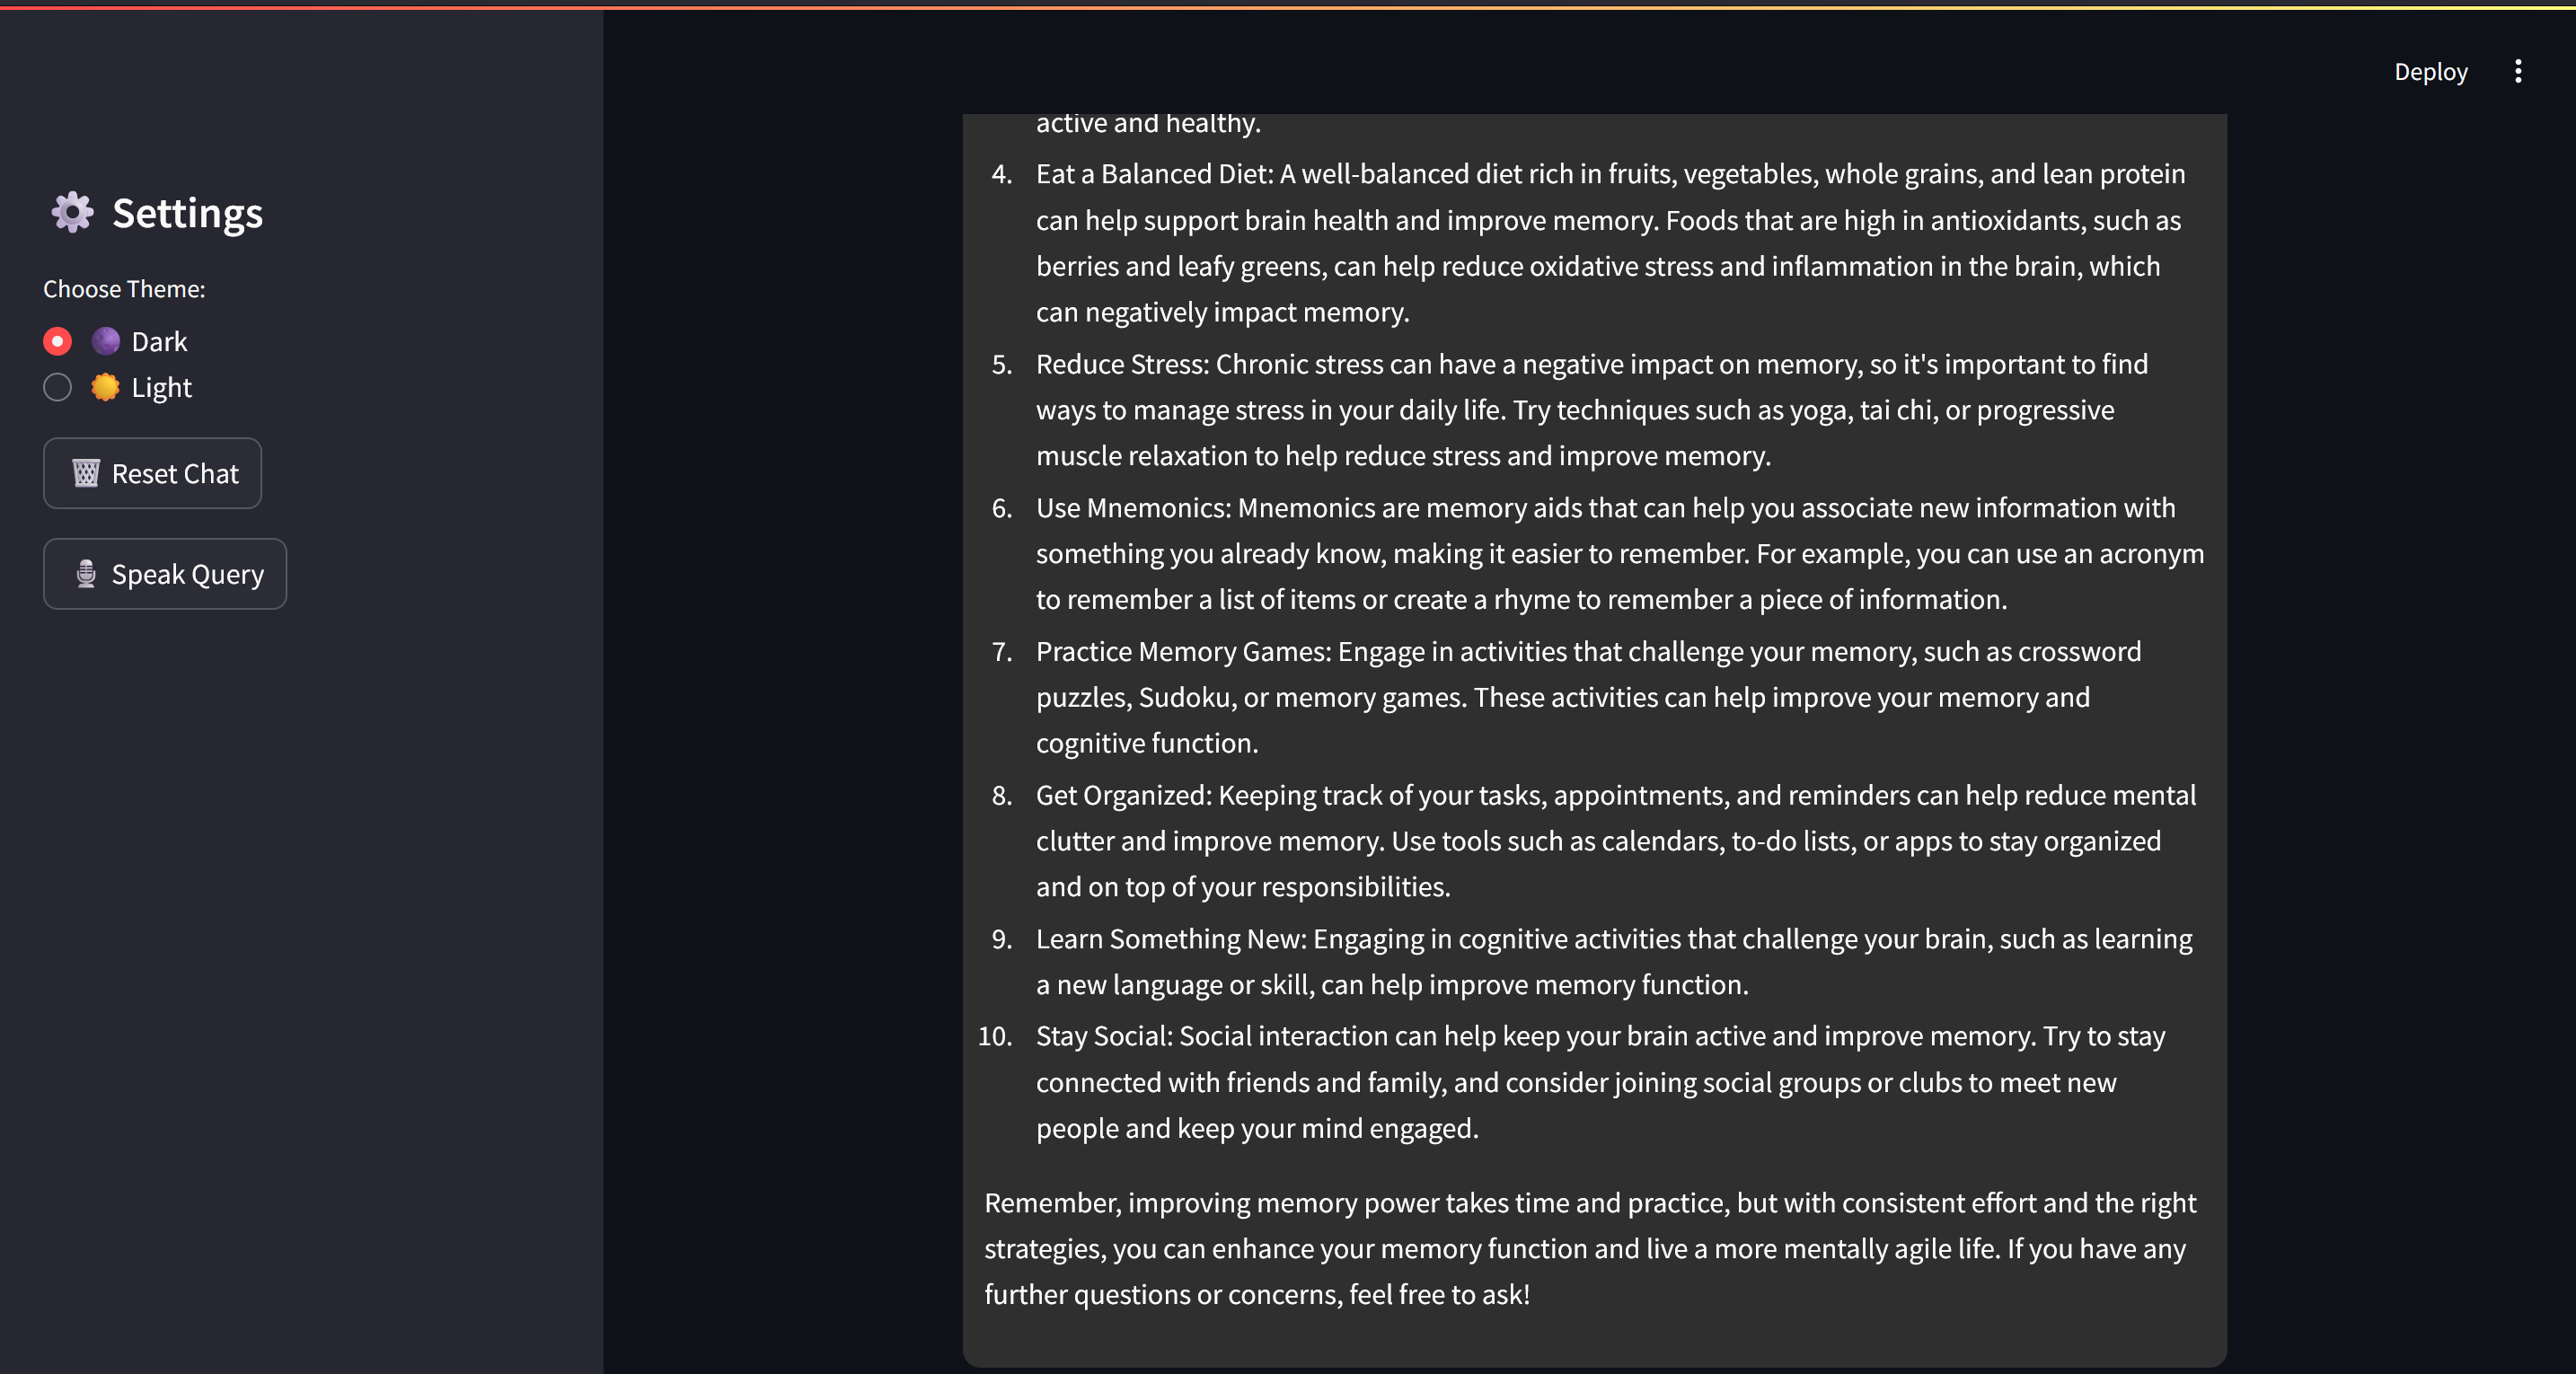 Deploy
Settings
Choose Theme:
Dark
Light
Reset Chat
Speak Query
active and healthy.
4. Eat a Balanced Diet: A well-balanced diet rich in fruits, vegetables, whole grains, and lean protein
can help support brain health and improve memory. Foods that are high in antioxidants, such as
berries and leafy greens, can help reduce oxidative stress and inflammation in the brain, which
can negatively impact memory.
5. Reduce Stress: Chronic stress can have a negative impact on memory, so it's important to find
ways to manage stress in your daily life. Try techniques such as yoga, tai chi, or progressive
muscle relaxation to help reduce stress and improve memory.
6. Use Mnemonics: Mnemonics are memory aids that can help you associate new information with
something you already know, making it easier to remember. For example, you can use an acronym
to remember a list of items or create a rhyme to remember a piece of information.
7. Practice Memory Games: Engage in activities that challenge your memory, such as crossword
puzzles, Sudoku, or memory games. These activities can help improve your memory and
cognitive function.
8. Get Organized: Keeping track of your tasks, appointments, and reminders can help reduce mental
clutter and improve memory. Use tools such as calendars, to-do lists, or apps to stay organized
and on top of your responsibilities.
9. Learn Something New: Engaging in cognitive activities that challenge your brain, such as learning
a new language or skill, can help improve memory function.
10. Stay Social: Social interaction can help keep your brain active and improve memory. Try to stay
connected with friends and family, and consider joining social groups or clubs to meet new
people and keep your mind engaged.
Remember, improving memory power takes time and practice, but with consistent effort and the right
strategies, you can enhance your memory function and live a more mentally agile life. If you have any
further questions or concerns, feel free to ask!